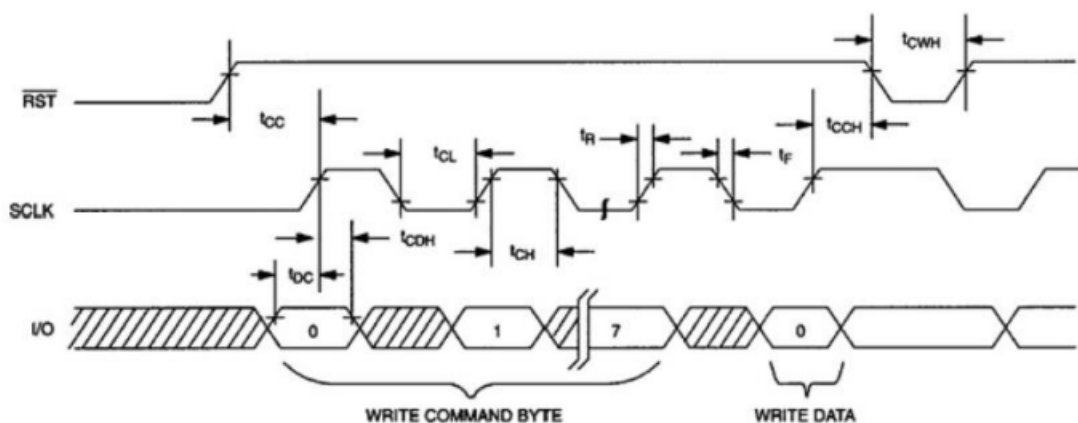 tCWH
RST
tCC
tCCH
tCL
tR
tF
SCLK
tCDH
tCH
tDC
I/O
0
1
7
0
WRITE COMMAND BYTE
WRITE DATA